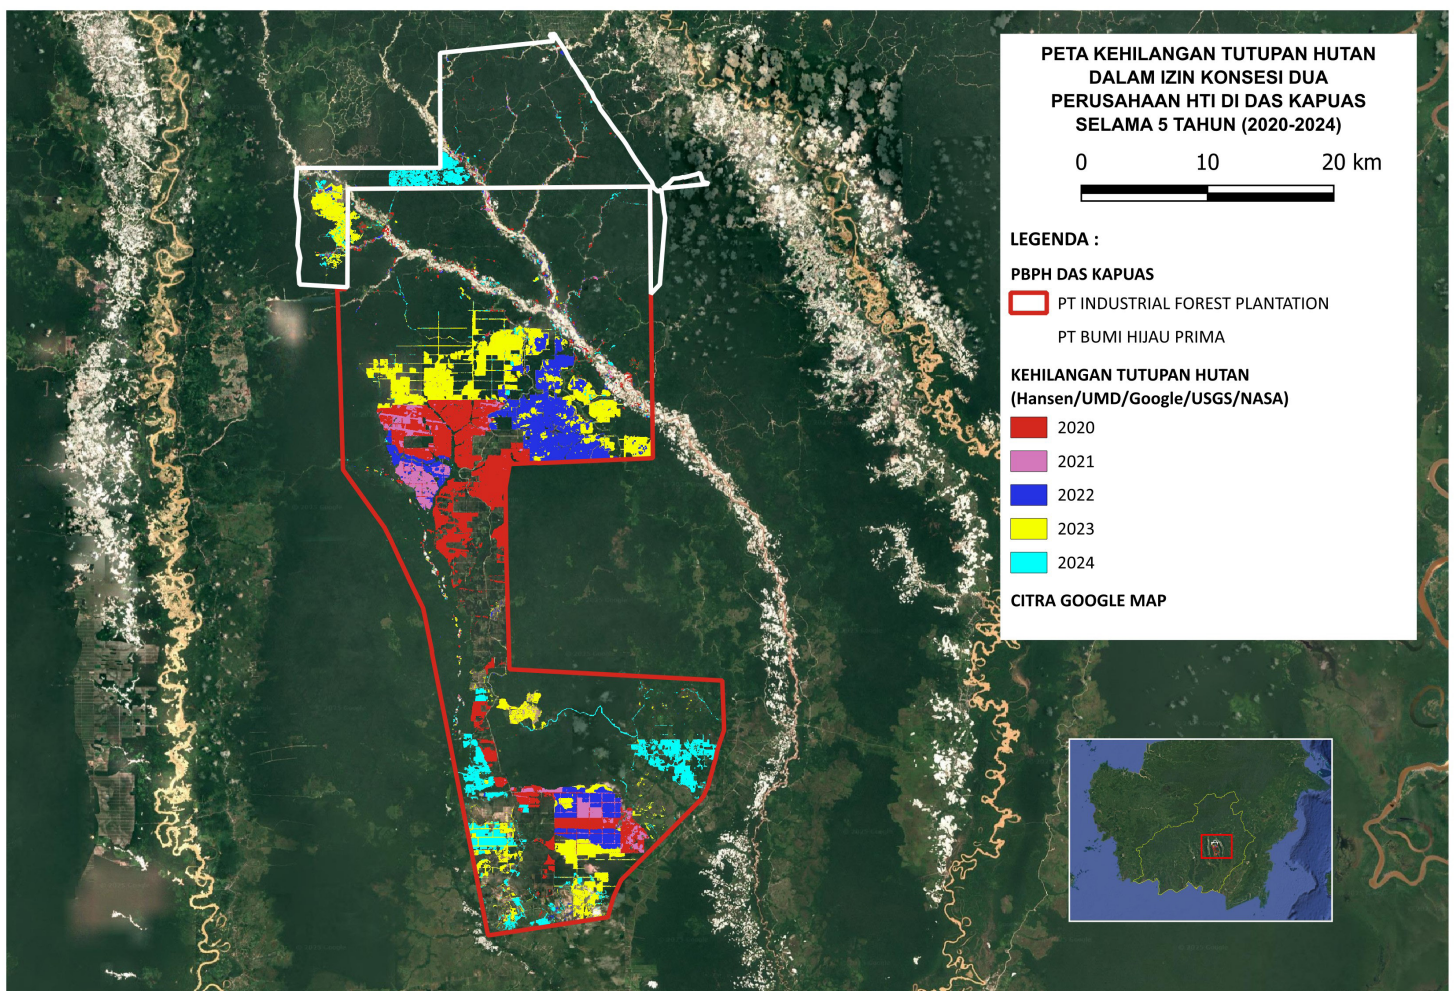 PETA KEHILANGAN TUTUPAN HUTAN
DALAM IZIN KONSESI DUA
PERUSAHAAN HTI DI DAS KAPUAS
SELAMA 5 TAHUN (2020-2024)
0 10 20 km
LEGENDA :
PBPH DAS KAPUAS
PT INDUSTRIAL FOREST PLANTATION
PT BUMI HIJAU PRIMA
KEHILANGAN TUTUPAN HUTAN
(Hansen/UMD/Google/USGS/NASA)
2020
2021
2022
2023
2024
CITRA GOOGLE MAP